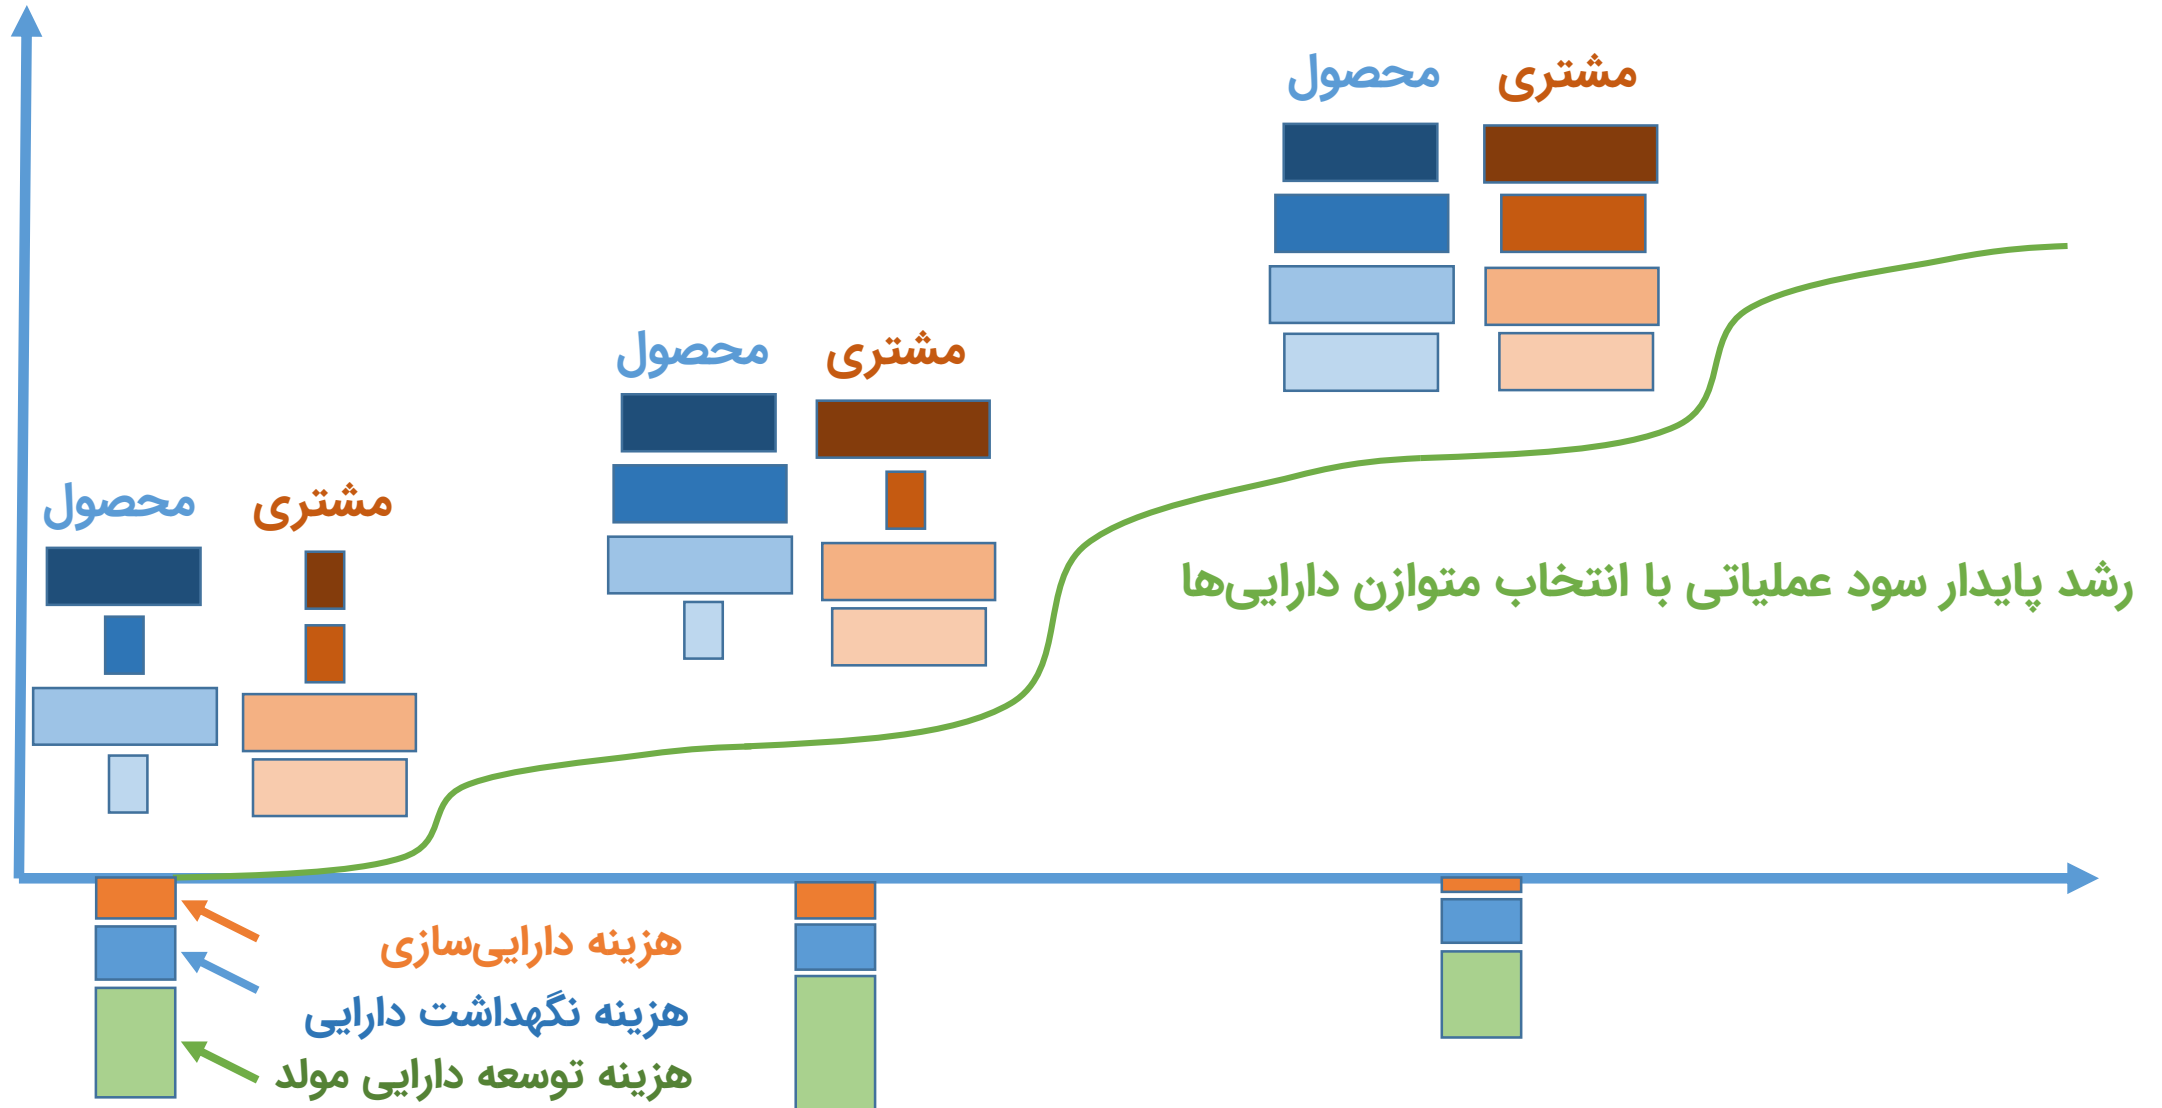 محصول
مشتری
محصول
مشتری
محصول
مشتری
رشد پایدار سود عملیاتی با انتخاب متوازن دارایی‌ها
هزینه دارایی‌سازی
هزینه نگهداشت دارایی
هزینه توسعه دارایی مولد